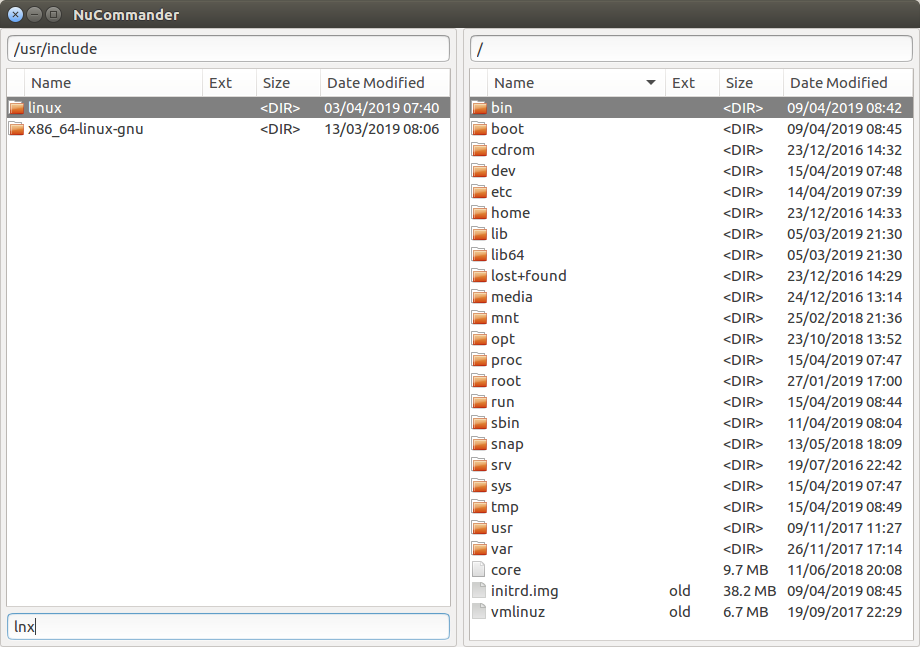 NuCommander
/usr/include
Name Ext Size Date Modified
linux <DIR> 03/04/2019 07:40
x86_64-linux-gnu <DIR> 13/03/2019 08:06
lnx
/
Name Ext Size Date Modified
bin <DIR> 09/04/2019 08:42
boot <DIR> 09/04/2019 08:45
cdrom <DIR> 23/12/2016 14:32
dev <DIR> 15/04/2019 07:48
etc <DIR> 14/04/2019 07:39
home <DIR> 23/12/2016 14:33
lib <DIR> 05/03/2019 21:30
lib64 <DIR> 05/03/2019 21:30
lost+found <DIR> 23/12/2016 14:29
media <DIR> 24/12/2016 13:14
mnt <DIR> 25/02/2018 21:36
opt <DIR> 23/10/2018 13:52
proc <DIR> 15/04/2019 07:47
root <DIR> 27/01/2019 17:00
run <DIR> 15/04/2019 08:44
sbin <DIR> 11/04/2019 08:04
snap <DIR> 13/05/2018 18:09
srv <DIR> 19/07/2016 22:42
sys <DIR> 15/04/2019 07:47
tmp <DIR> 15/04/2019 08:49
usr <DIR> 09/11/2017 11:27
var <DIR> 26/11/2017 17:14
core 9.7 MB 11/06/2018 20:08
initrd.img old 38.2 MB 09/04/2019 08:45
vmlinuz old 6.7 MB 19/09/2017 22:29